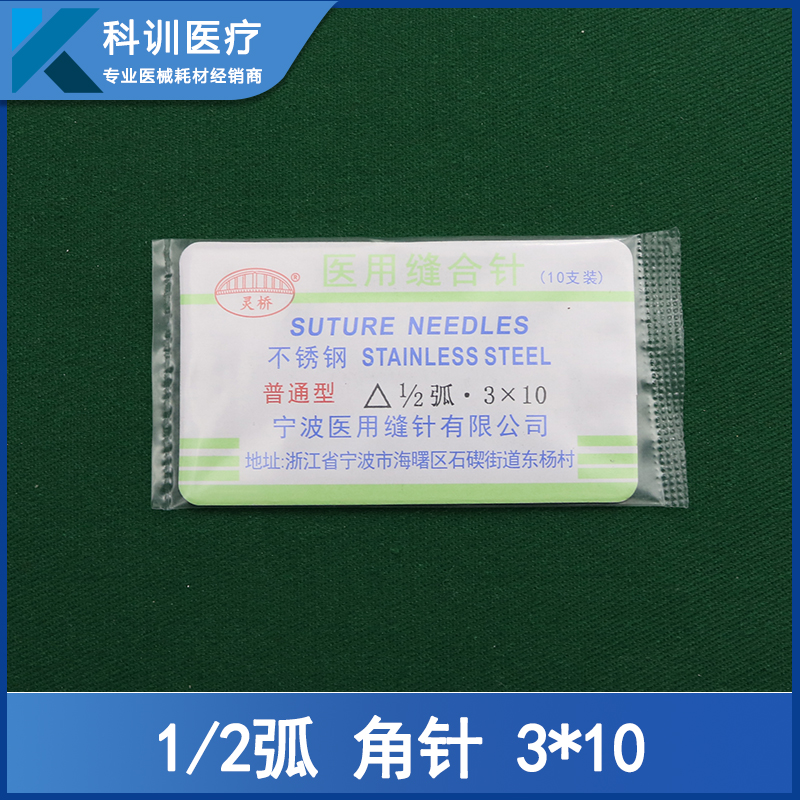 科训医疗
专业医械耗材经销商
医用缝合针 (10支装)
灵桥®
SUTURE NEEDLES
不锈钢 STAINLESS STEEL
普通型 △ 1/2弧·3×10
宁波医用缝针有限公司
地址:浙江省宁波市海曙区石碶街道东杨村
1/2弧 角针 3*10